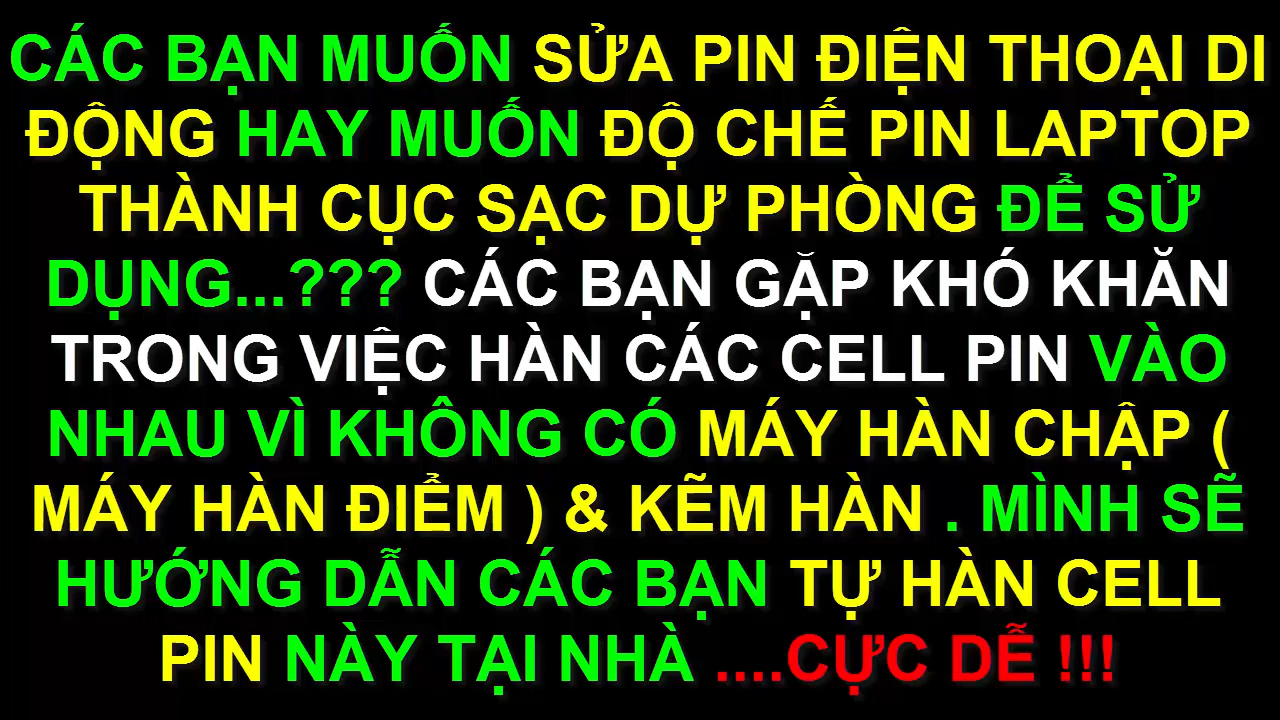 CÁC BẠN MUỐN SỬA PIN ĐIỆN THOẠI DI
ĐỘNG HAY MUỐN ĐỘ CHẾ PIN LAPTOP
THÀNH CỤC SẠC DỰ PHÒNG ĐỂ SỬ
DỤNG...??? CÁC BẠN GẶP KHÓ KHĂN
TRONG VIỆC HÀN CÁC CELL PIN VÀO
NHAU VÌ KHÔNG CÓ MÁY HÀN CHẬP (
MÁY HÀN ĐIỂM ) & KẼM HÀN . MÌNH SẼ
HƯỚNG DẪN CÁC BẠN TỰ HÀN CELL
PIN NÀY TẠI NHÀ ....CỰC DỄ !!!